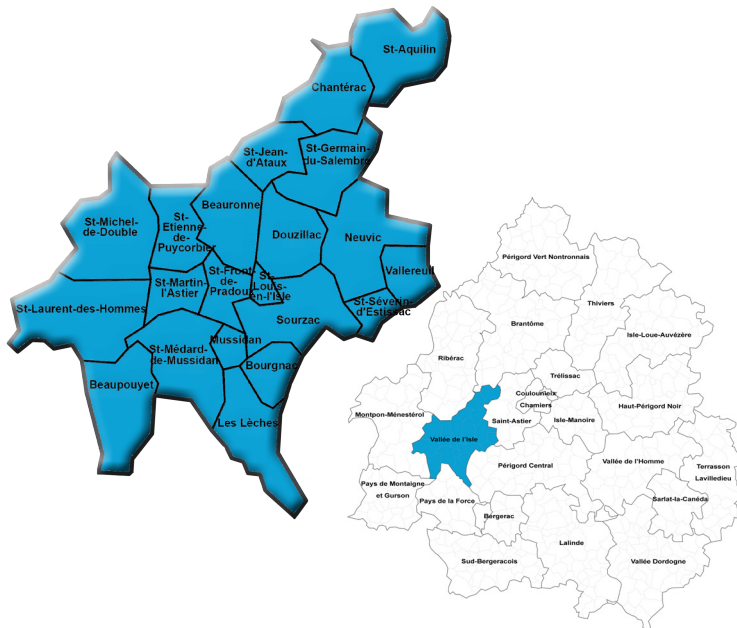 St-Aquilin
Chantérac
St-Jean-
d'Ataux
St-Germain-
du-Salembre
Beauronne
St-Michel-
de-Double
St-
Etienne-
de-
Puycorbier
Douzillac
Neuvic
Vallereuil
St-Martin-
l'Astier
St-Front-
de-
Pradoux
St-
Louis-
en-l'Isle
St-Séverin-
d'Estissac
St-Laurent-des-Hommes
Sourzac
Mussidan
St-Médard-
de-Mussidan
Bourgnac
Beaupouyet
Les Lèches
Périgord Vert Nontronnais
Thiviers
Brantôme
Isle-Loue-Auvézère
Ribérac
Trélissac
Coulounieix
Chamiers
Haut-Périgord Noir
Montpon-Ménestérol
Saint-Astier
Isle-Manoire
Vallée de l'Isle
Périgord Central
Vallée de l'Homme
Terrasson
Lavilledieu
Pays de Montaigne
et Gurson
Pays de la Force
Sarlat-la-Canéda
Bergerac
Lalinde
Sud-Bergeracois
Vallée Dordogne